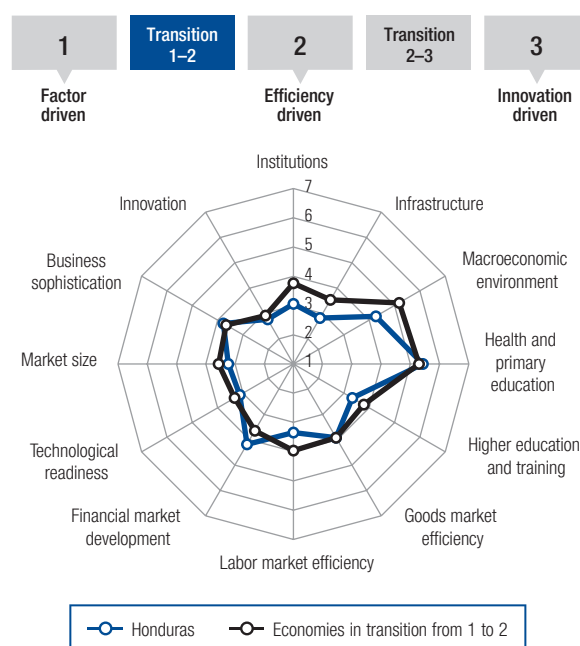 1
Transition
1–2
2
Transition
2–3
3
Factor
driven
Efficiency
driven
Innovation
driven
Institutions
7
6
5
4
3
2
1
Infrastructure
Macroeconomic
environment
Health and
primary
education
Higher education
and training
Goods market
efficiency
Labor market efficiency
Financial market
development
Technological
readiness
Market size
Business
sophistication
Innovation
Honduras
Economies in transition from 1 to 2